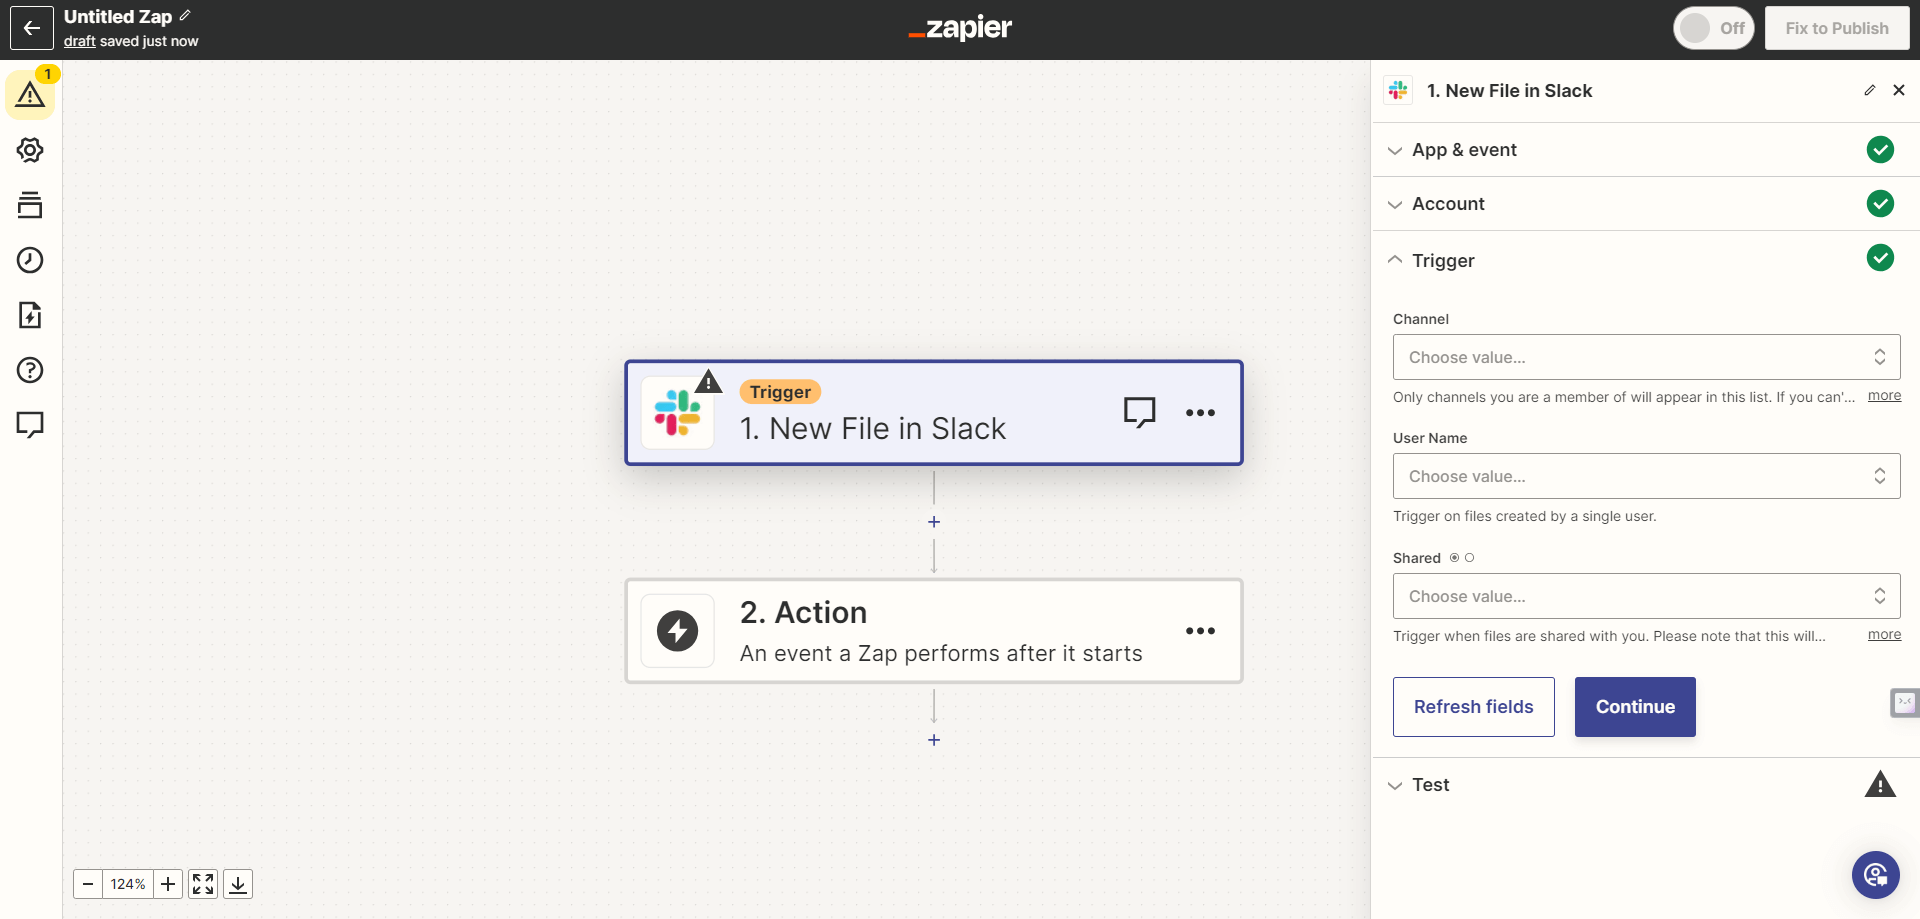 Untitled Zap
draft saved just now
zapier
Off
Fix to Publish
1
1. New File in Slack
App & event
Account
Trigger
Channel
Choose value...
Only channels you are a member of will appear in this list. If you can'...
more
User Name
Choose value...
Trigger on files created by a single user.
Shared
Choose value...
Trigger when files are shared with you. Please note that this will...
more
Refresh fields
Continue
Test
Trigger
1. New File in Slack
2. Action
An event a Zap performs after it starts
124%